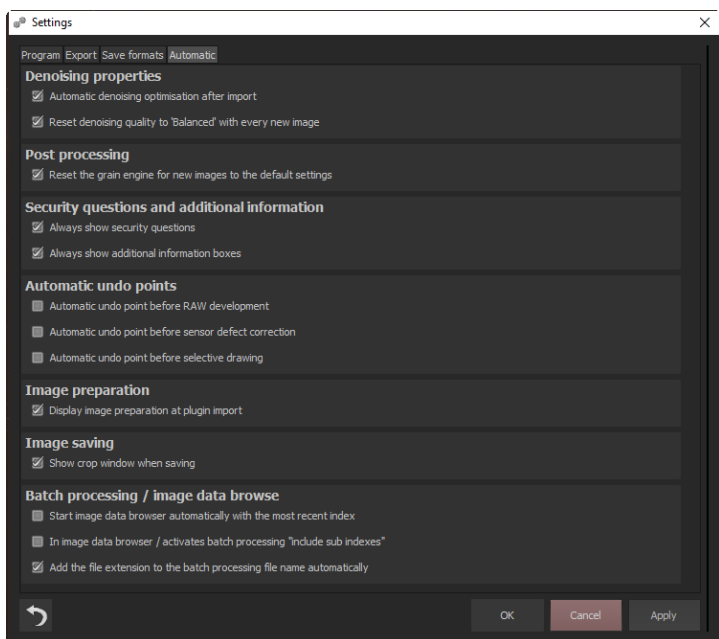 Settings
Program Export Save formats Automatic
Denoising properties
Automatic denoising optimisation after import
Reset denoising quality to 'Balanced' with every new image
Post processing
Reset the grain engine for new images to the default settings
Security questions and additional information
Always show security questions
Always show additional information boxes
Automatic undo points
Automatic undo point before RAW development
Automatic undo point before sensor defect correction
Automatic undo point before selective drawing
Image preparation
Display image preparation at plugin import
Image saving
Show crop window when saving
Batch processing / image data browse
Start image data browser automatically with the most recent index
In image data browser / activates batch processing "include sub indexes"
Add the file extension to the batch processing file name automatically
OK Cancel Apply